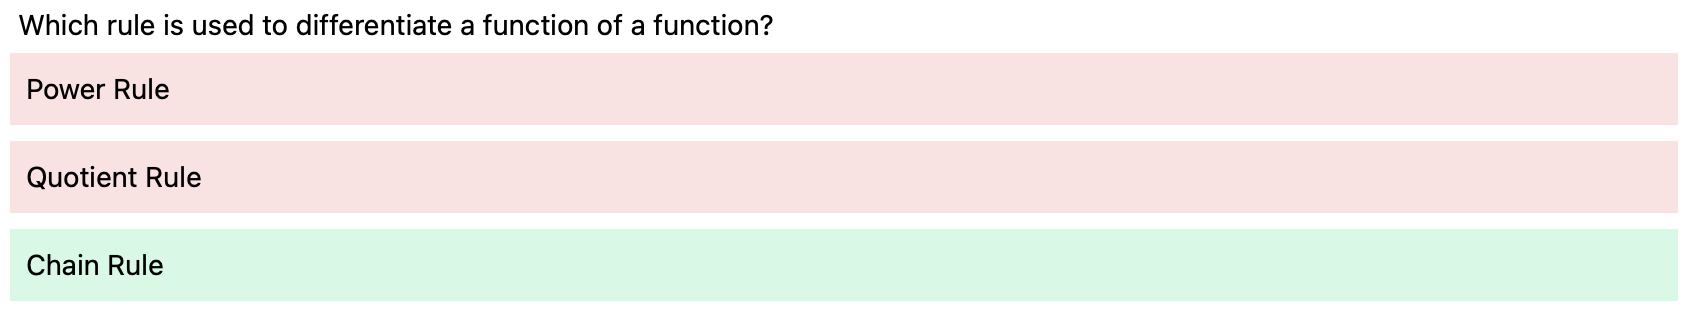 Which rule is used to differentiate a function of a function?
Power Rule
Quotient Rule
Chain Rule